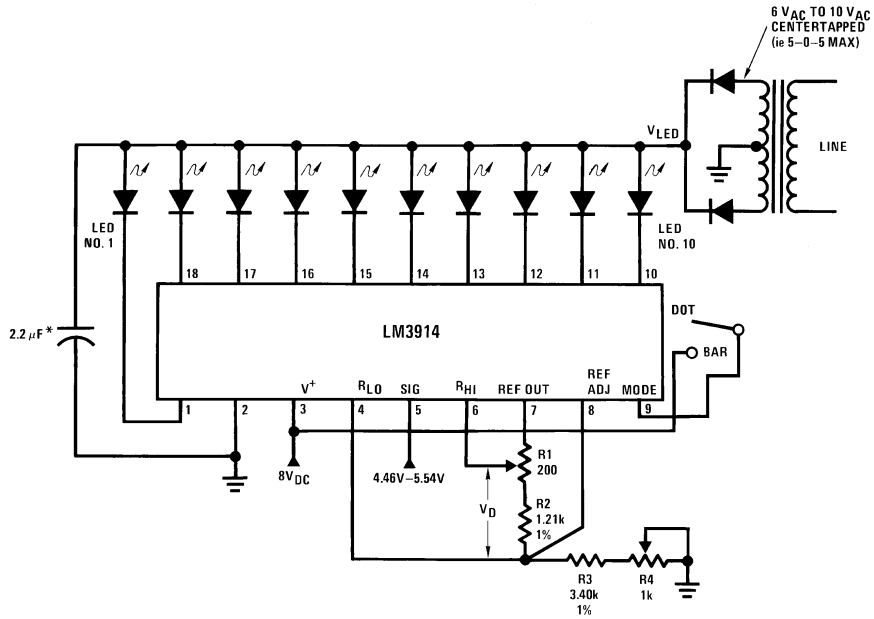 6 VAC TO 10 VAC
CENTERTAPPED
(ie 5–0–5 MAX)
VLED
LINE
LED
NO. 1
LED
NO. 10
18
17
16
15
14
13
12
11
10
2.2 μF*
LM3914
DOT
BAR
V+
RLO
SIG
RHI
REF OUT
REF
ADJ
MODE
1
2
3
4
5
6
7
8
9
8VDC
4.46V–5.54V
R1
200
VD
R2
1.21k
1%
R3
3.40k
1%
R4
1k